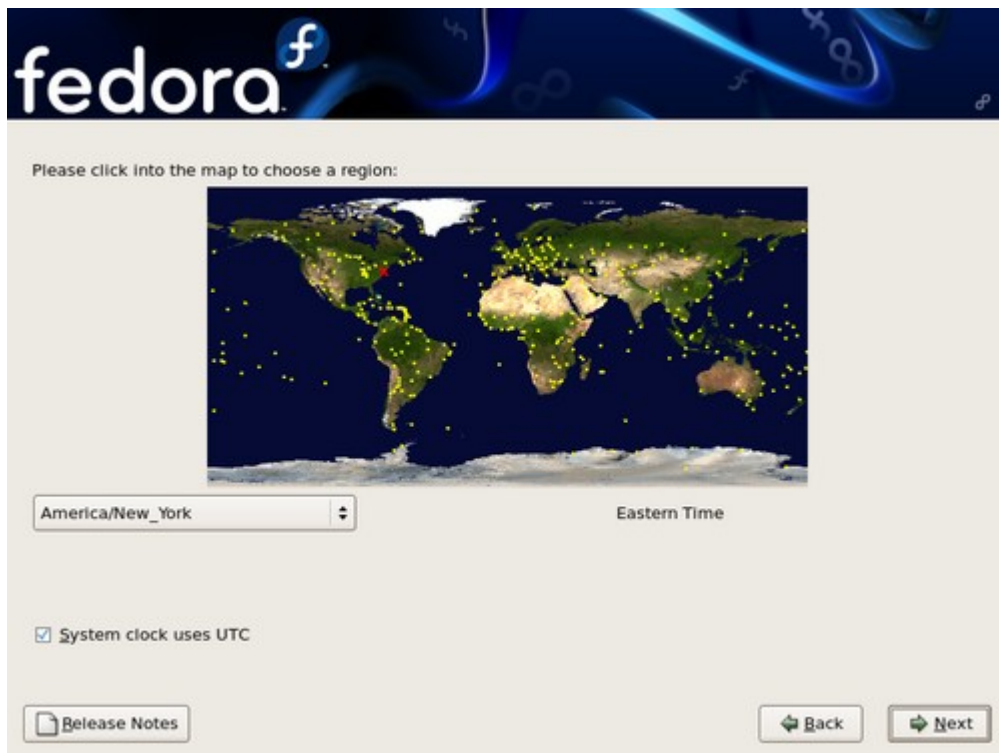 fedora
Please click into the map to choose a region:
America/New_York
Eastern Time
System clock uses UTC
Release Notes
Back
Next